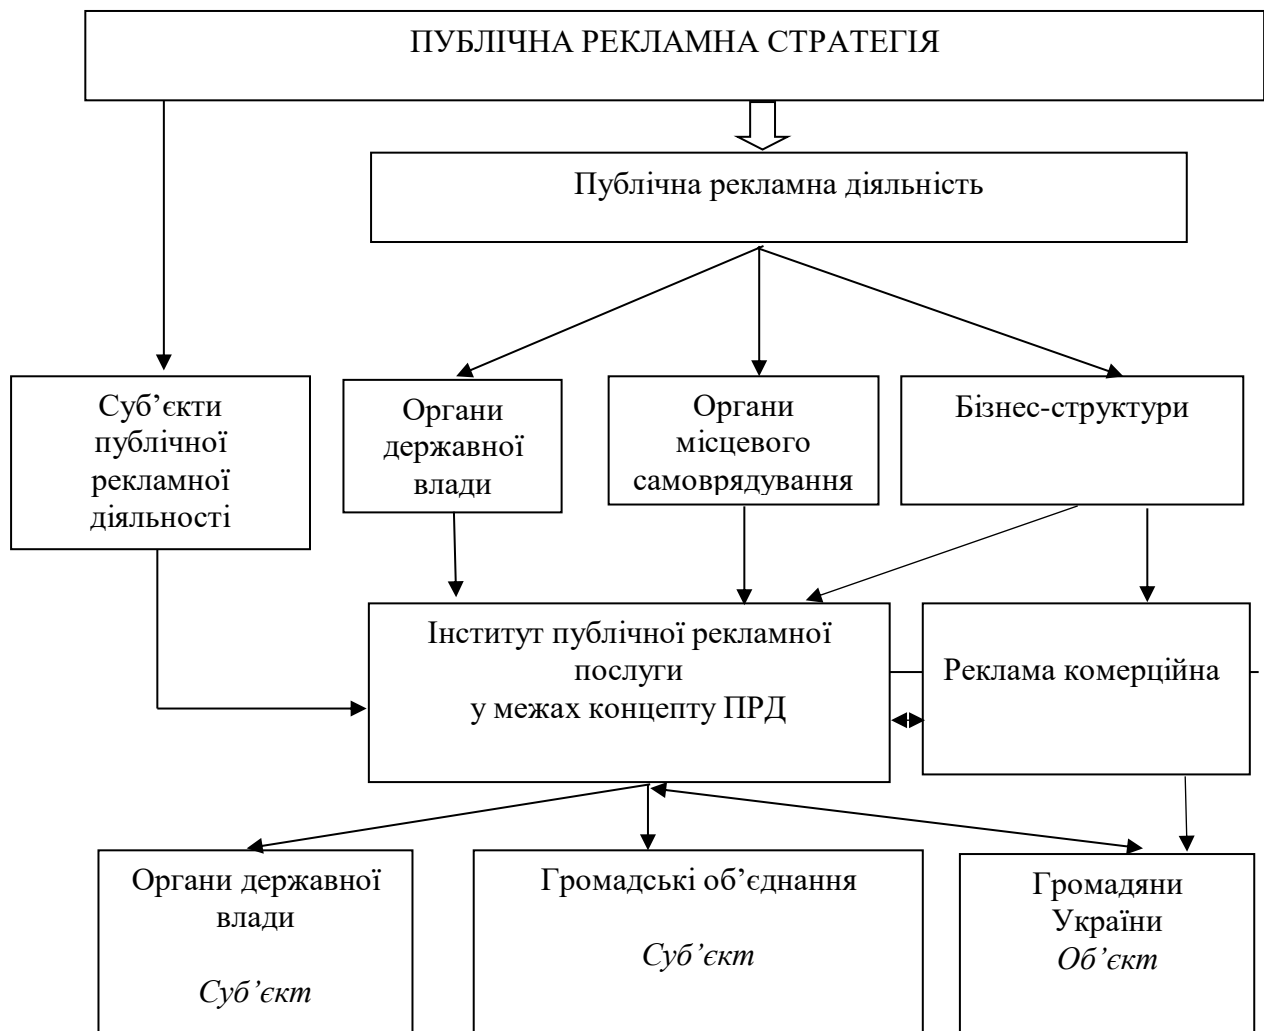 ПУБЛІЧНА РЕКЛАМНА СТРАТЕГІЯ
Публічна рекламна діяльність
Суб’єкти
публічної
рекламної
діяльності
Органи
державної
влади
Органи
місцевого
самоврядування
Бізнес-структури
Інститут публічної рекламної
послуги
у межах концепту ПРД
Реклама комерційна
Органи державної
влади
Суб’єкт
Громадські об’єднання
Суб’єкт
Громадяни
України
Об’єкт